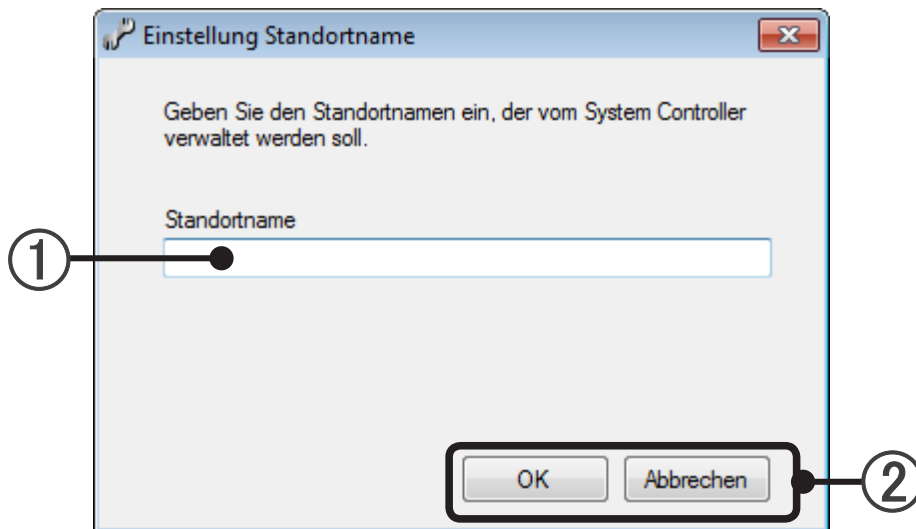 Einstellung Standortname
Geben Sie den Standortnamen ein, der vom System Controller
verwaltet werden soll.
Standortname
①
OK Abbrechen
②